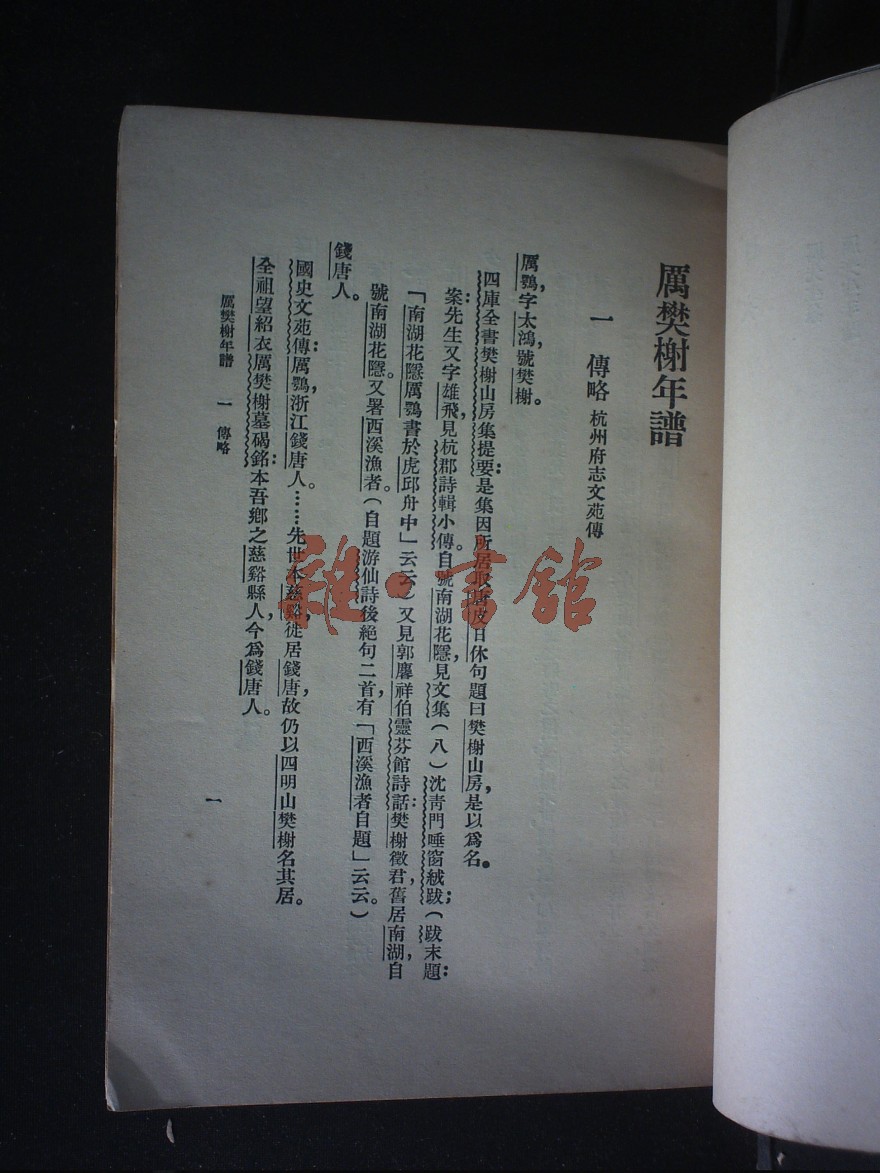 厲樊榭年譜
一　傳略 杭州府志文苑傳
厲鶚，字太鴻，號樊榭。
四庫全書樊榭山房集提要：是集因所居取唐皮日休句題曰樊榭山房，是以爲名。
案：先生又字雄飛，見杭郡詩輯小傳。自號南湖花隱，見文集（八）沈青門唾窗絨跋；（跋末題：
「南湖花隱厲鶚書於虎邱舟中」云云）又見郭麐祥伯靈芬館詩話：樊榭徵君，舊居南湖，自
號南湖花隱。又署西溪漁者。（自題游仙詩後絕句二首，有「西溪漁者自題」云云。）
錢唐人。
國史文苑傳：厲鶚，浙江錢唐人。……先世本慈谿，徙居錢唐，故仍以四明山樊榭名其居。
全祖望紹衣厲樊榭墓碣銘：本吾鄉之慈谿縣人，今爲錢唐人。
厲樊榭年譜　一　傳略
一
雜·書館